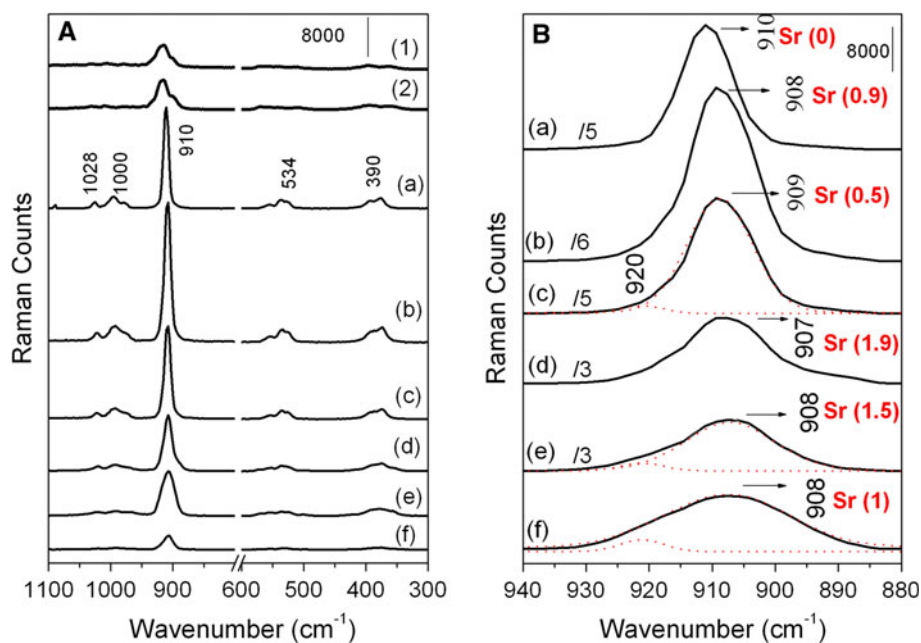 A
8000
(1)
(2)
1028
1000
910
534
390
(a)
(b)
(c)
(d)
(e)
(f)
1100 1000 900 600 500 400 300
Wavenumber (cm-1)
Raman Counts
B
8000
910 Sr (0)
(a) /5
908 Sr (0.9)
(b) /6
909 Sr (0.5)
920
(c) /5
907 Sr (1.9)
(d) /3
908 Sr (1.5)
(e) /3
908 Sr (1)
(f)
940 930 920 910 900 890 880
Wavenumber (cm-1)
Raman Counts